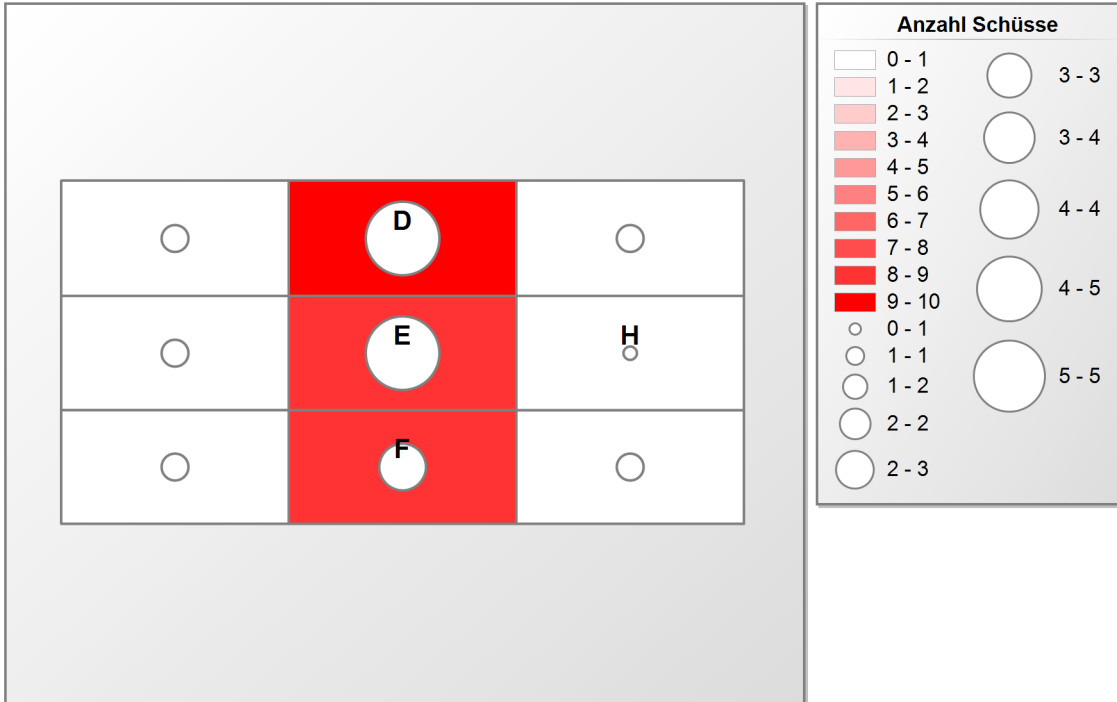 Anzahl Schüsse
0 - 1
1 - 2
2 - 3
3 - 4
4 - 5
5 - 6
6 - 7
7 - 8
8 - 9
9 - 10
0 - 1
1 - 1
1 - 2
2 - 2
2 - 3
3 - 3
3 - 4
4 - 4
4 - 5
5 - 5
D
E
H
F